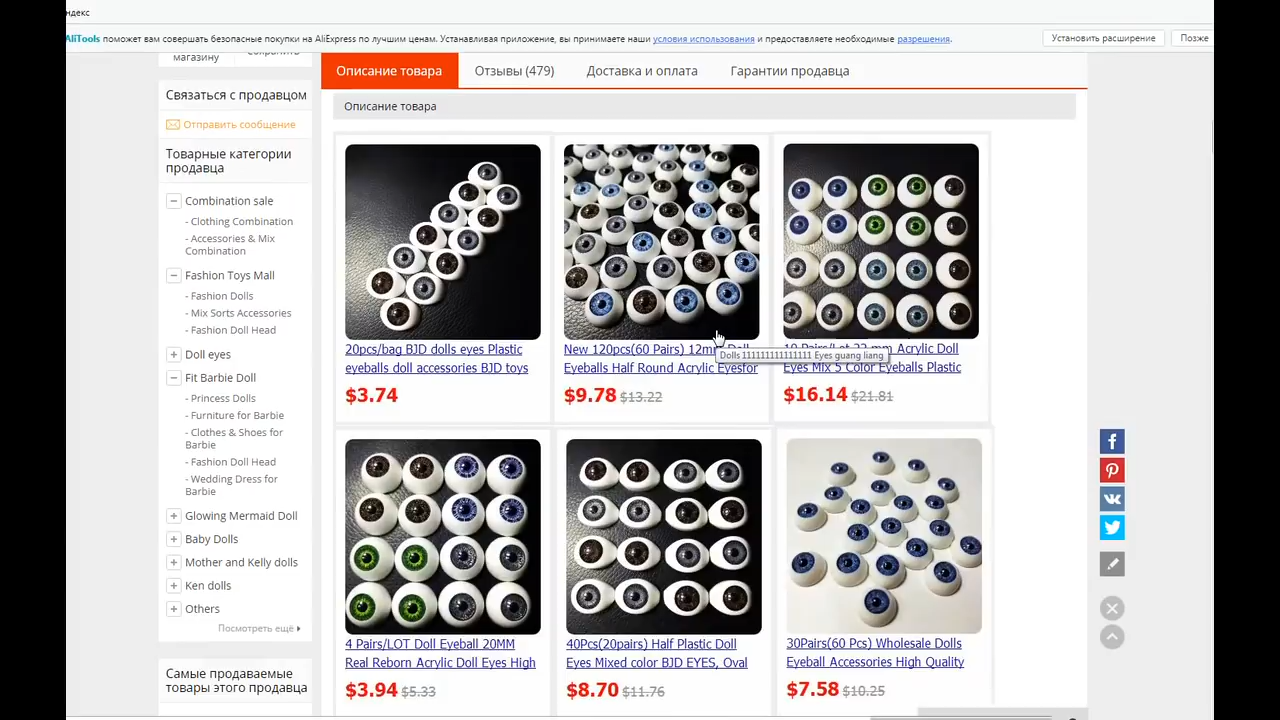 ндекс
AliTools поможет вам совершать безопасные покупки на AliExpress по лучшим ценам. Устанавливая приложение, вы принимаете наши условия использования и предоставляете необходимые разрешения.
Установить расширение
Позже
магазину
Сохранить
Связаться с продавцом
Отправить сообщение
Товарные категории
продавца
Combination sale
- Clothing Combination
- Accessories & Mix
Combination
Fashion Toys Mall
- Fashion Dolls
- Mix Sorts Accessories
- Fashion Doll Head
Doll eyes
Fit Barbie Doll
- Princess Dolls
- Furniture for Barbie
- Clothes & Shoes for
Barbie
- Fashion Doll Head
- Wedding Dress for
Barbie
Glowing Mermaid Doll
Baby Dolls
Mother and Kelly dolls
Ken dolls
Others
Посмотреть ещё
Самые продаваемые
товары этого продавца
Описание товара
Отзывы (479)
Доставка и оплата
Гарантии продавца
Описание товара
20pcs/bag BJD dolls eyes Plastic
eyeballs doll accessories BJD toys
$3.74
New 120pcs(60 Pairs) 12mm Doll
Eyeballs Half Round Acrylic Eyesfor
$9.78 $13.22
Dolls 111111111111111 Eyes guang liang
Acrylic Doll
Eyes Mix 5 Color Eyeballs Plastic
$16.14 $21.81
4 Pairs/LOT Doll Eyeball 20MM
Real Reborn Acrylic Doll Eyes High
$3.94 $5.33
40Pcs(20pairs) Half Plastic Doll
Eyes Mixed color BJD EYES, Oval
$8.70 $11.76
30Pairs(60 Pcs) Wholesale Dolls
Eyeball Accessories High Quality
$7.58 $10.25